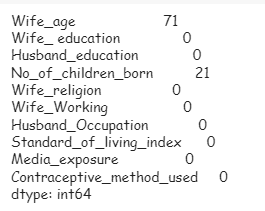 Wife_age 71
Wife_ education 0
Husband_education 0
No_of_children_born 21
Wife_religion 0
Wife_Working 0
Husband_Occupation 0
Standard_of_living_index 0
Media_exposure 0
Contraceptive_method_used 0
dtype: int64